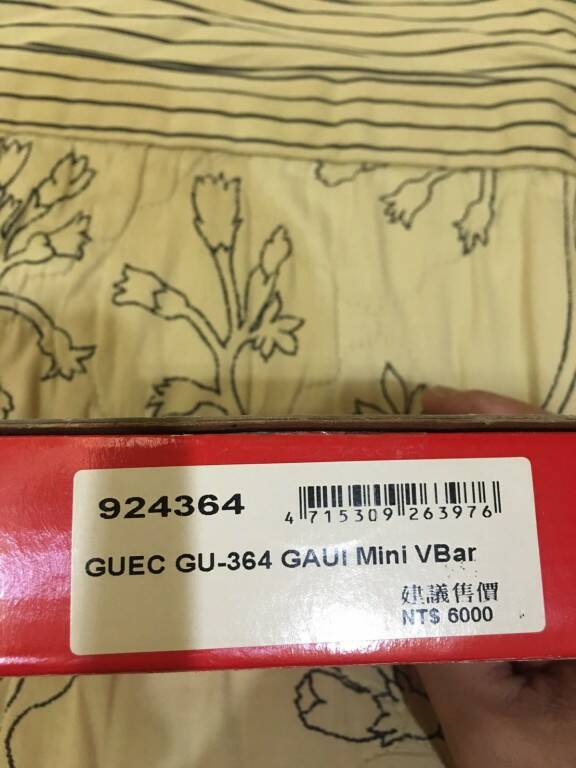 924364
4 715309 263976
GUEC GU-364 GAUI Mini VBar
建議售價
NT$ 6000